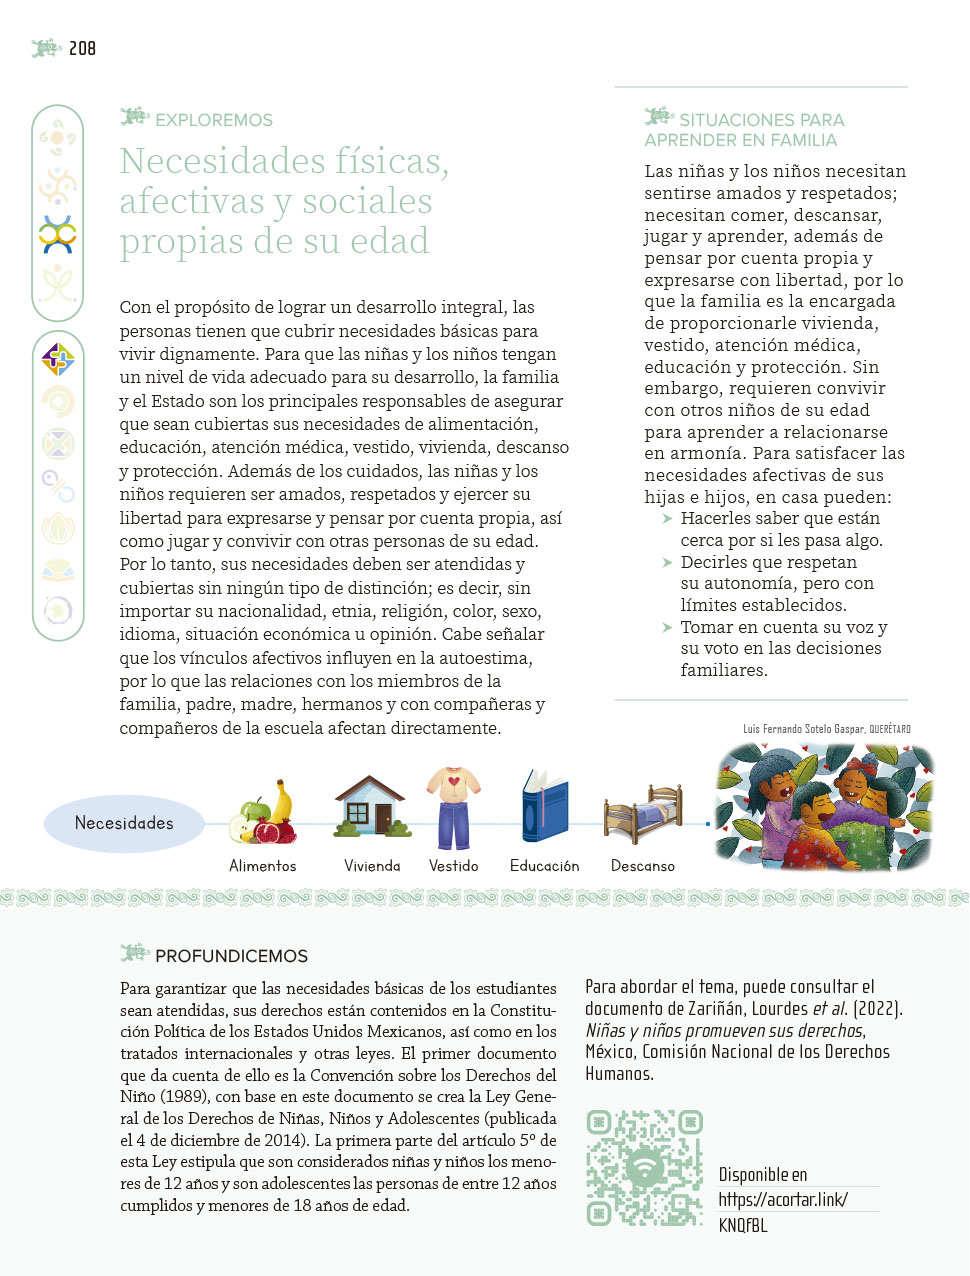 208
EXPLOREMOS
Necesidades físicas,
afectivas y sociales
propias de su edad
Con el propósito de lograr un desarrollo integral, las
personas tienen que cubrir necesidades básicas para
vivir dignamente. Para que las niñas y los niños tengan
un nivel de vida adecuado para su desarrollo, la familia
y el Estado son los principales responsables de asegurar
que sean cubiertas sus necesidades de alimentación,
educación, atención médica, vestido, vivienda, descanso
y protección. Además de los cuidados, las niñas y los
niños requieren ser amados, respetados y ejercer su
libertad para expresarse y pensar por cuenta propia, así
como jugar y convivir con otras personas de su edad.
Por lo tanto, sus necesidades deben ser atendidas y
cubiertas sin ningún tipo de distinción; es decir, sin
importar su nacionalidad, etnia, religión, color, sexo,
idioma, situación económica u opinión. Cabe señalar
que los vínculos afectivos influyen en la autoestima,
por lo que las relaciones con los miembros de la
familia, padre, madre, hermanos y con compañeras y
compañeros de la escuela afectan directamente.
SITUACIONES PARA
APRENDER EN FAMILIA
Las niñas y los niños necesitan
sentirse amados y respetados;
necesitan comer, descansar,
jugar y aprender, además de
pensar por cuenta propia y
expresarse con libertad, por lo
que la familia es la encargada
de proporcionarle vivienda,
vestido, atención médica,
educación y protección. Sin
embargo, requieren convivir
con otros niños de su edad
para aprender a relacionarse
en armonía. Para satisfacer las
necesidades afectivas de sus
hijas e hijos, en casa pueden:
➤ Hacerles saber que están
cerca por si les pasa algo.
➤ Decirles que respetan
su autonomía, pero con
límites establecidos.
➤ Tomar en cuenta su voz y
su voto en las decisiones
familiares.
Luis Fernando Sotelo Gaspar, QUERÉTARO
Necesidades
Alimentos
Vivienda
Vestido
Educación
Descanso
PROFUNDICEMOS
Para garantizar que las necesidades básicas de los estudiantes
sean atendidas, sus derechos están contenidos en la Constitu-
ción Política de los Estados Unidos Mexicanos, así como en los
tratados internacionales y otras leyes. El primer documento
que da cuenta de ello es la Convención sobre los Derechos del
Niño (1989), con base en este documento se crea la Ley Gene-
ral de los Derechos de Niñas, Niños y Adolescentes (publicada
el 4 de diciembre de 2014). La primera parte del artículo 5º de
esta Ley estipula que son considerados niñas y niños los meno-
res de 12 años y son adolescentes las personas de entre 12 años
cumplidos y menores de 18 años de edad.
Para abordar el tema, puede consultar el
documento de Zariñán, Lourdes et al. (2022).
Niñas y niños promueven sus derechos,
México, Comisión Nacional de los Derechos
Humanos.
Disponible en
https://acortar.link/
KNQfBL